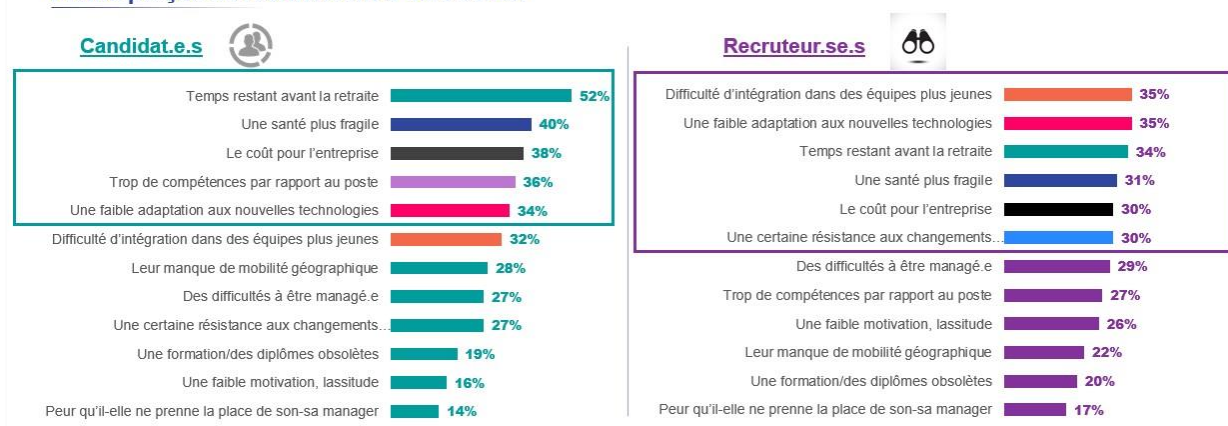 Candidat.e.s
Temps restant avant la retraite 52%
Une santé plus fragile 40%
Le coût pour l'entreprise 38%
Trop de compétences par rapport au poste 36%
Une faible adaptation aux nouvelles technologies 34%
Difficulté d'intégration dans des équipes plus jeunes 32%
Leur manque de mobilité géographique 28%
Des difficultés à être managé.e 27%
Une certaine résistance aux changements... 27%
Une formation/des diplômes obsolètes 19%
Une faible motivation, lassitude 16%
Peur qu'il-elle ne prenne la place de son-sa manager 14%
Recruteur.se.s
Difficulté d'intégration dans des équipes plus jeunes 35%
Une faible adaptation aux nouvelles technologies 35%
Temps restant avant la retraite 34%
Une santé plus fragile 31%
Le coût pour l'entreprise 30%
Une certaine résistance aux changements... 30%
Des difficultés à être managé.e 29%
Trop de compétences par rapport au poste 27%
Une faible motivation, lassitude 26%
Leur manque de mobilité géographique 22%
Une formation/des diplômes obsolètes 20%
Peur qu'il-elle ne prenne la place de son-sa manager 17%